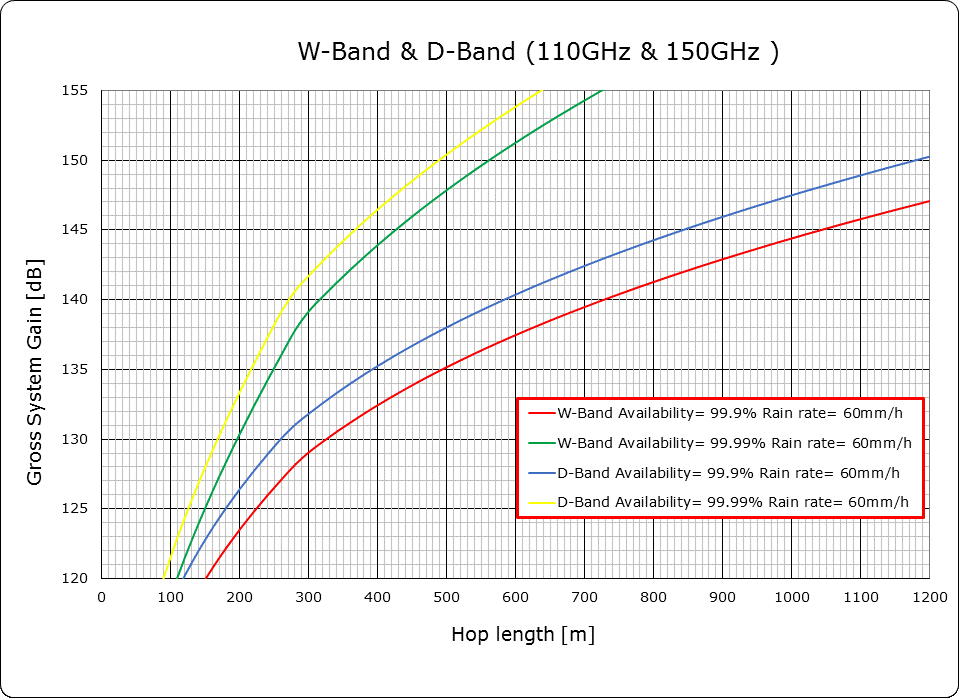 W-Band & D-Band (110GHz & 150GHz )
155
150
145
140
135
130
125
120
Gross System Gain [dB]
W-Band Availability= 99.9% Rain rate= 60mm/h
W-Band Availability= 99.99% Rain rate= 60mm/h
D-Band Availability= 99.9% Rain rate= 60mm/h
D-Band Availability= 99.99% Rain rate= 60mm/h
0 100 200 300 400 500 600 700 800 900 1000 1100 1200
Hop length [m]